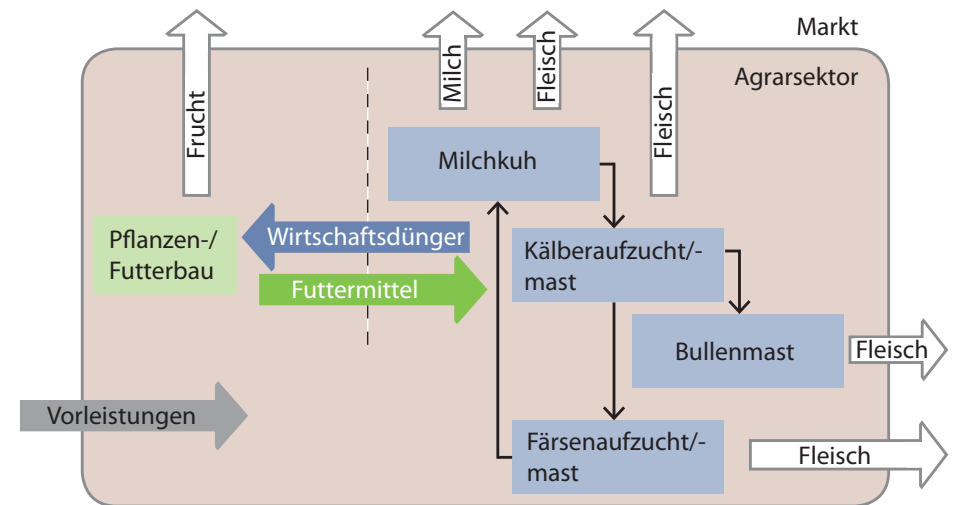 Markt
Agrarsektor
Frucht
Milch
Fleisch
Fleisch
Milchkuh
Pflanzen-/
Futterbau
Wirtschaftsdünger
Futtermittel
Kälberaufzucht/-
mast
Bullenmast
Fleisch
Vorleistungen
Färsenaufzucht/-
mast
Fleisch